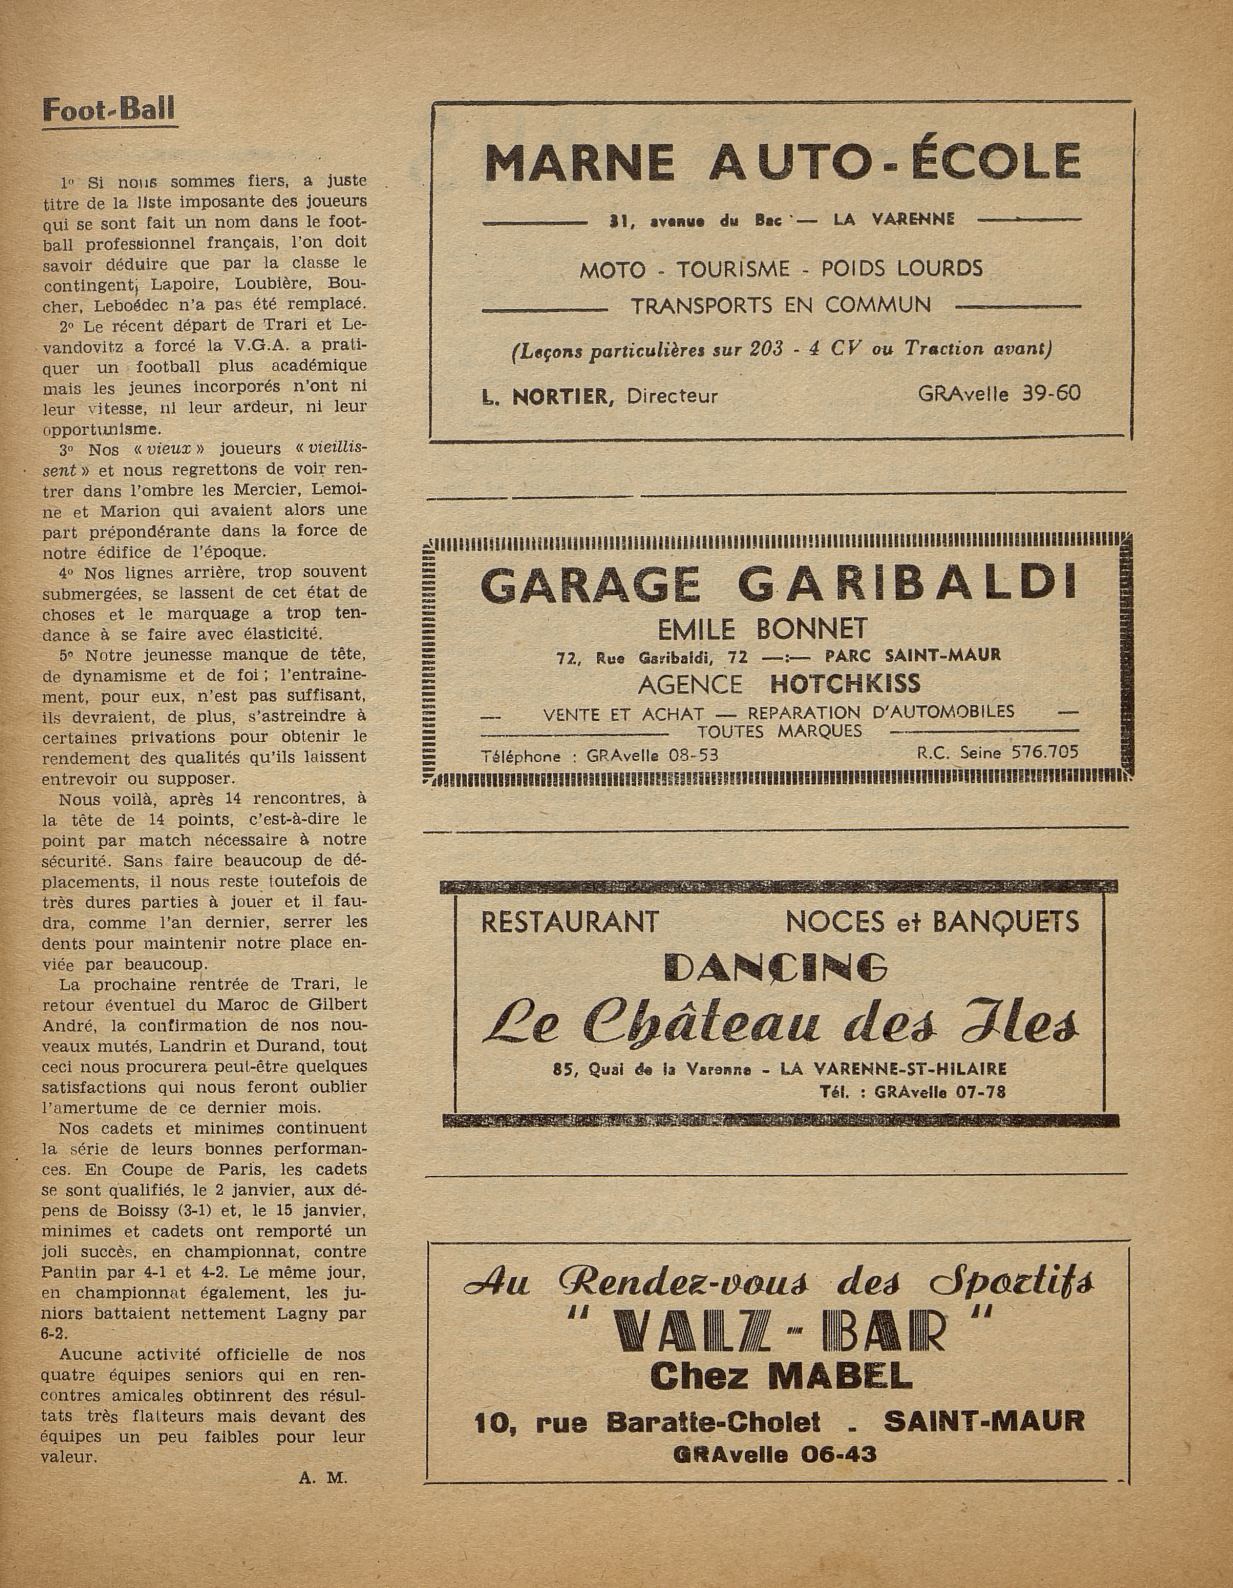 Foot-Ball
1º Si nous sommes fiers, a juste
titre de la liste imposante des joueurs
qui se sont fait un nom dans le foot-
ball professionnel français, l'on doit
savoir déduire que par la classe le
contingent; Lapoire, Loubière, Bou-
cher, Leboédec n'a pas été remplacé.
2º Le récent départ de Trari et Le-
vandovitz a forcé la V.G.A. a prati-
quer un football plus académique
mais les jeunes incorporés n'ont ni
leur vitesse, ni leur ardeur, ni leur
opportunisme.
3º Nos « vieux » joueurs « vieillis-
sent » et nous regrettons de voir ren-
trer dans l'ombre les Mercier, Lemoi-
ne et Marion qui avaient alors une
part prépondérante dans la force de
notre édifice de l'époque.
4º Nos lignes arrière, trop souvent
submergées, se lassent de cet état de
choses et le marquage a trop ten-
dance à se faire avec élasticité.
5º Notre jeunesse manque de tête,
de dynamisme et de foi ; l'entraîne-
ment, pour eux, n'est pas suffisant,
ils devraient, de plus, s'astreindre à
certaines privations pour obtenir le
rendement des qualités qu'ils laissent
entrevoir ou supposer.
Nous voilà, après 14 rencontres, à
la tête de 14 points, c'est-à-dire le
point par match nécessaire à notre
sécurité. Sans faire beaucoup de dé-
placements, il nous reste toutefois de
très dures parties à jouer et il fau-
dra, comme l'an dernier, serrer les
dents pour maintenir notre place en-
viée par beaucoup.
La prochaine rentrée de Trari, le
retour éventuel du Maroc de Gilbert
André, la confirmation de nos nou-
veaux mutés, Landrin et Durand, tout
ceci nous procurera peut-être quelques
satisfactions qui nous feront oublier
l'amertume de ce dernier mois.
Nos cadets et minimes continuent
la série de leurs bonnes performan-
ces. En Coupe de Paris, les cadets
se sont qualifiés, le 2 janvier, aux dé-
pens de Boissy (3-1) et, le 15 janvier,
minimes et cadets ont remporté un
joli succès, en championnat, contre
Pantin par 4-1 et 4-2. Le même jour,
en championnat également, les ju-
niors battaient nettement Lagny par
6-2.
Aucune activité officielle de nos
quatre équipes seniors qui en ren-
contres amicales obtinrent des résul-
tats très flatteurs mais devant des
équipes un peu faibles pour leur
valeur.
A. M.
MARNE AUTO-ÉCOLE
31, avenue du Bac — LA VARENNE
MOTO - TOURISME - POIDS LOURDS
TRANSPORTS EN COMMUN
(Leçons particulières sur 203 - 4 CV ou Traction avant)
L. NORTIER, Directeur GRAvelle 39-60
GARAGE GARIBALDI
EMILE BONNET
72, Rue Garibaldi, 72 —:— PARC SAINT-MAUR
AGENCE HOTCHKISS
— VENTE ET ACHAT — REPARATION D'AUTOMOBILES —
TOUTES MARQUES
Téléphone : GRAvelle 08-53 R.C. Seine 576.705
RESTAURANT NOCES et BANQUETS
DANCING
Le Château des Iles
85, Quai de la Varenne - LA VARENNE-ST-HILAIRE
Tél. : GRAvelle 07-78
Au Rendez-vous des Sportifs
" VALZ-BAR "
Chez MABEL
10, rue Baratte-Cholet - SAINT-MAUR
GRAvelle 06-43